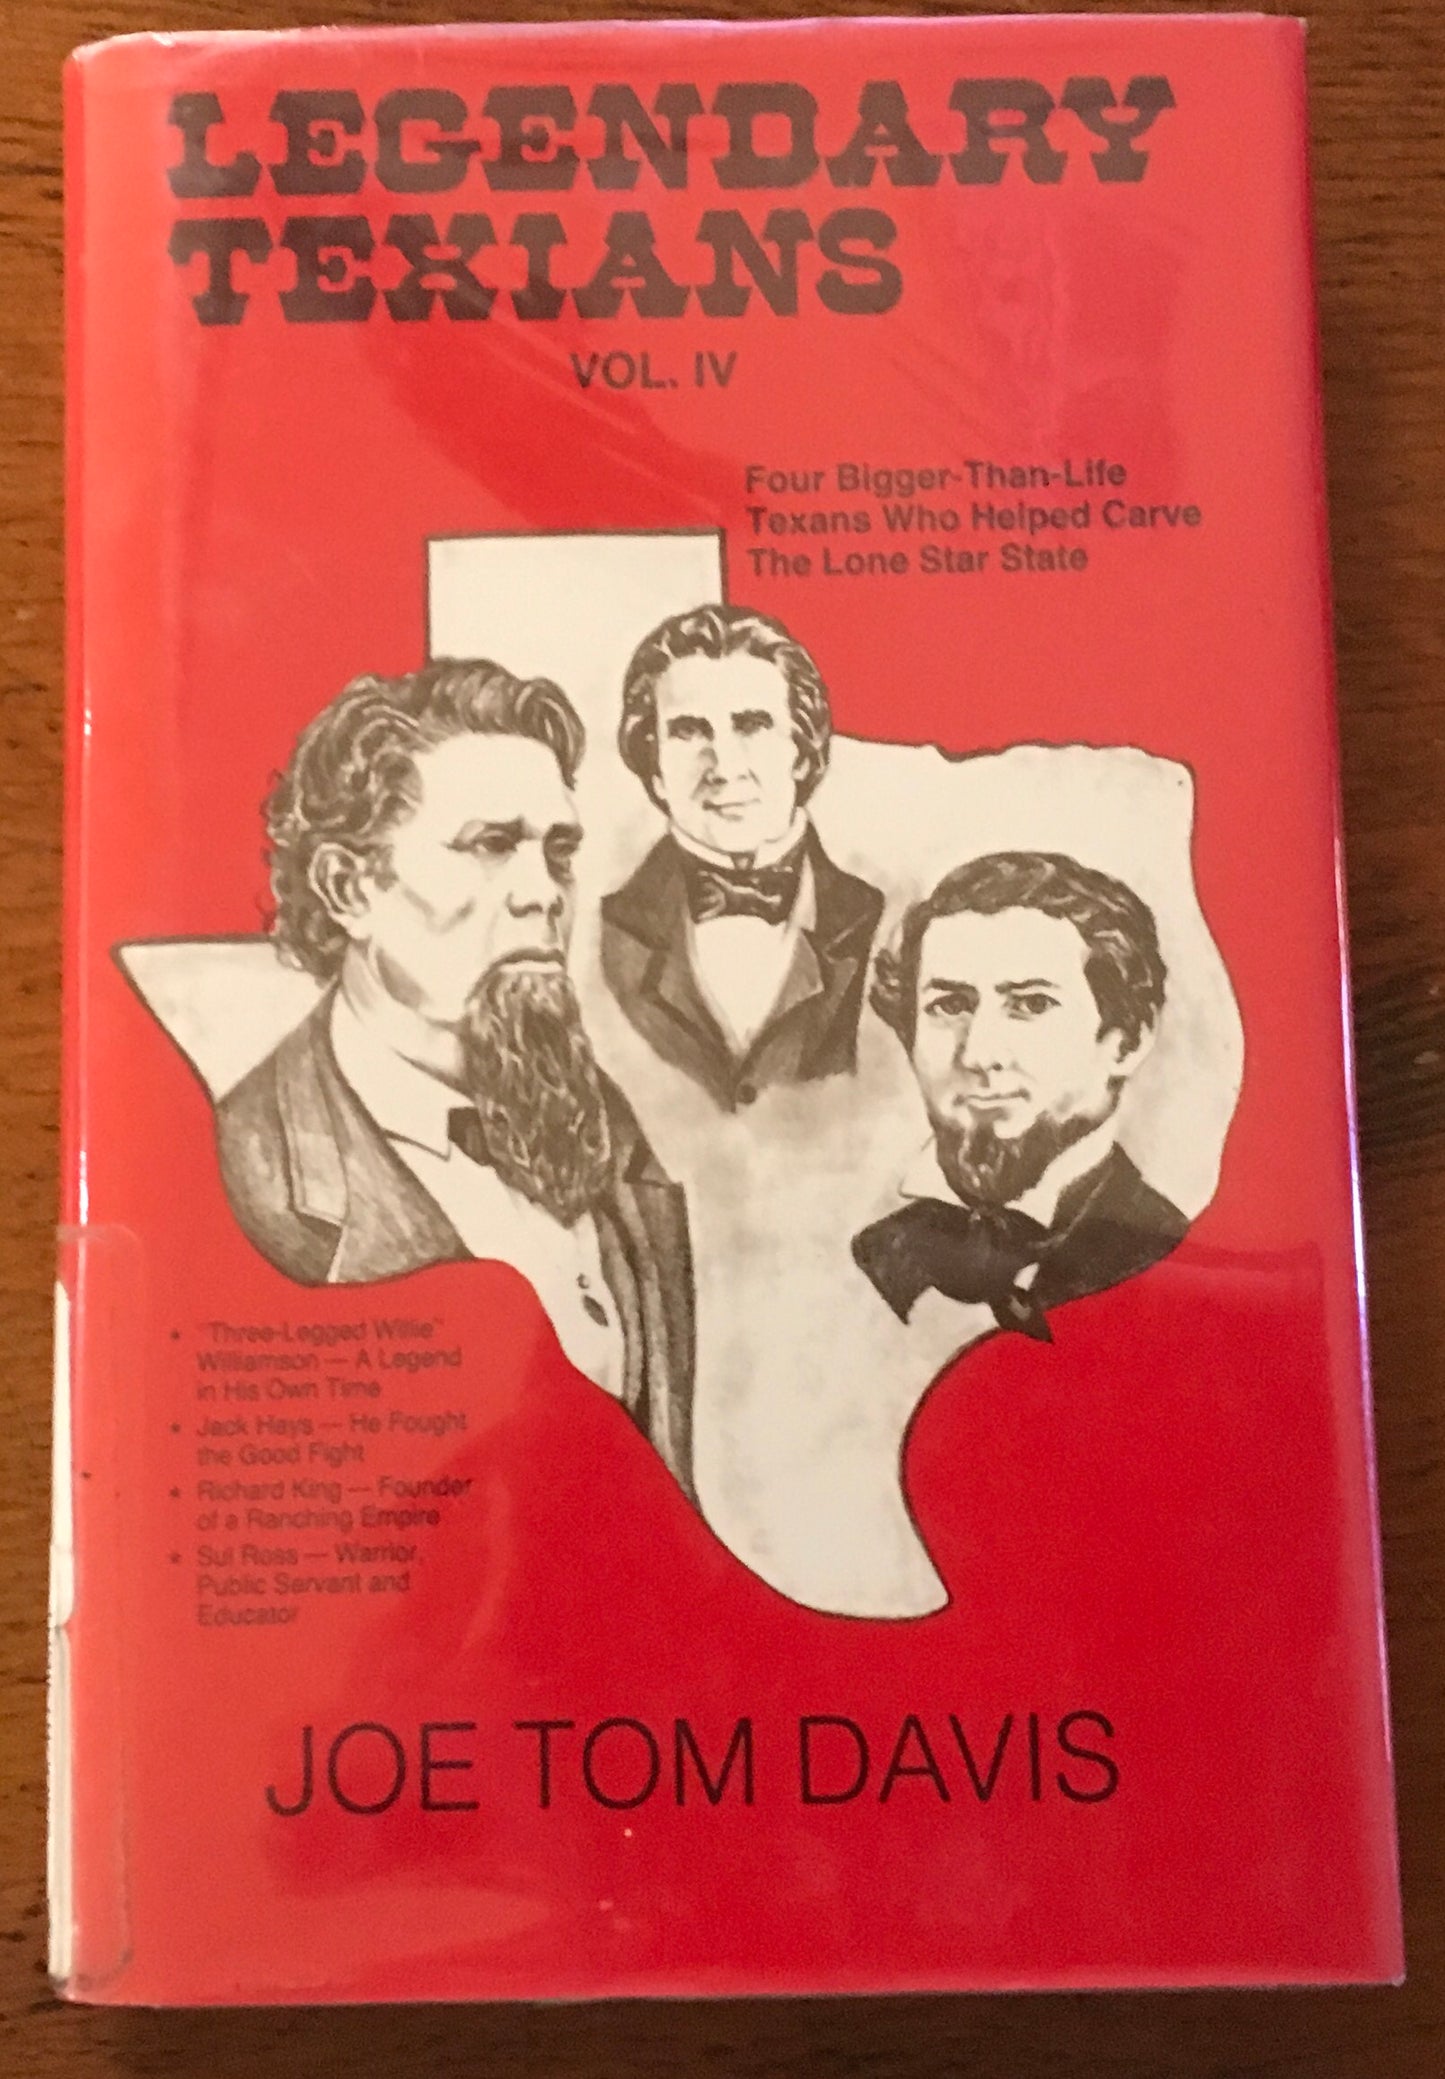 LEGENDARY
TEXIANS
VOL. IV
Four Bigger-Than-Life
Texans Who Helped Carve
The Lone Star State
• "Three-Legged Willie"
Williamson — A Legend
in His Own Time
• Jack Hays — He Fought
the Good Fight
• Richard King — Founder
of a Ranching Empire
• Sul Ross — Warrior,
Public Servant and
Educator
JOE TOM DAVIS